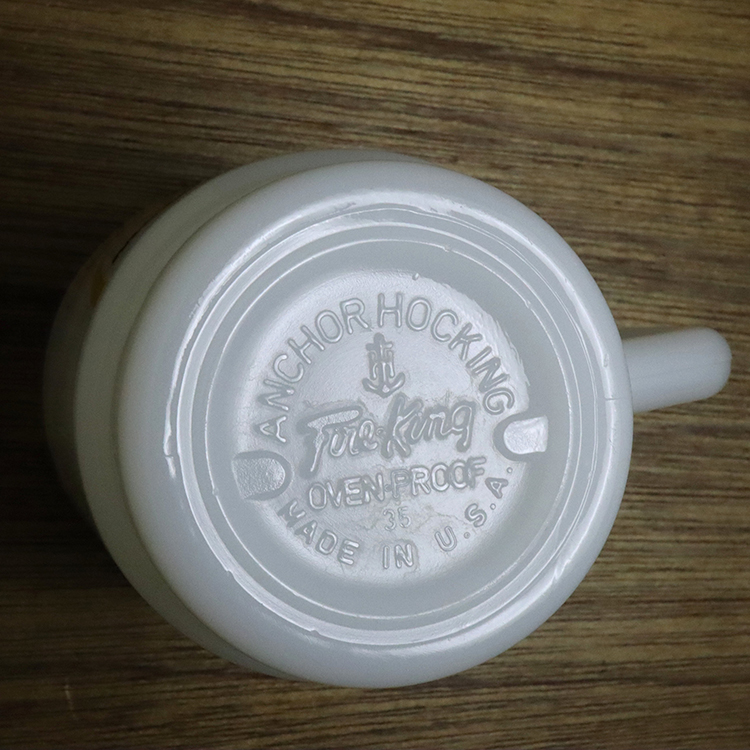 ANCHOR HOCKING
Fire-King
OVEN-PROOF
35
MADE IN U.S.A.